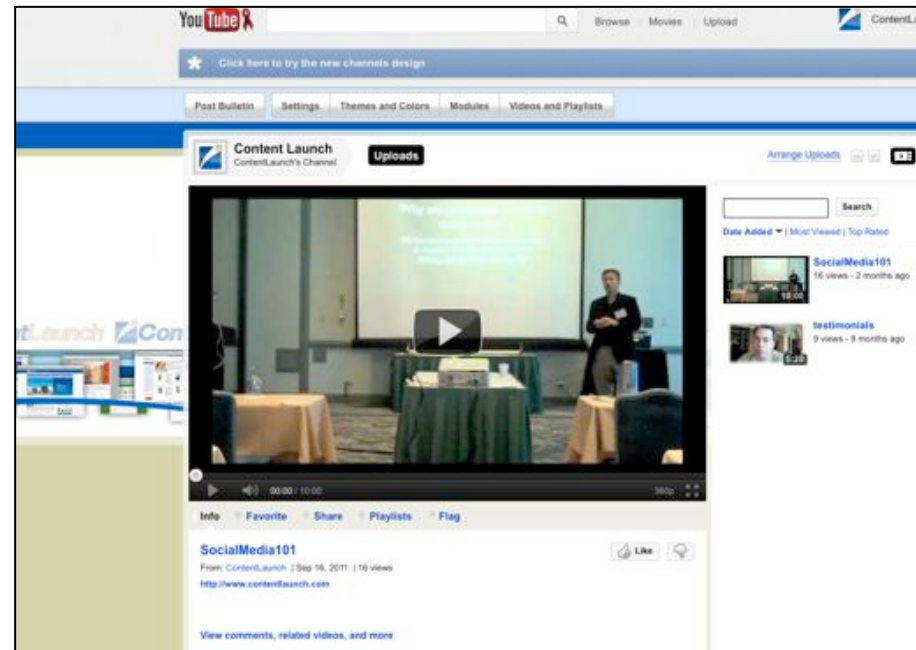 YouTube
Browse Movies Upload
Click here to try the new channels design
Post Bulletin Settings Themes and Colors Modules Videos and Playlists
Content Launch
ContentLaunch's Channel
Uploads
Arrange Uploads
Search
Date Added | Most Viewed | Top Rated
SocialMedia101
16 views - 2 months ago
10:00
testimonials
9 views - 8 months ago
5:20
00:00 / 10:00
360p
Info Favorite Share Playlists Flag
SocialMedia101
Like
From: ContentLaunch | Sep 16, 2011 | 16 views
http://www.contentlaunch.com
View comments, related videos, and more